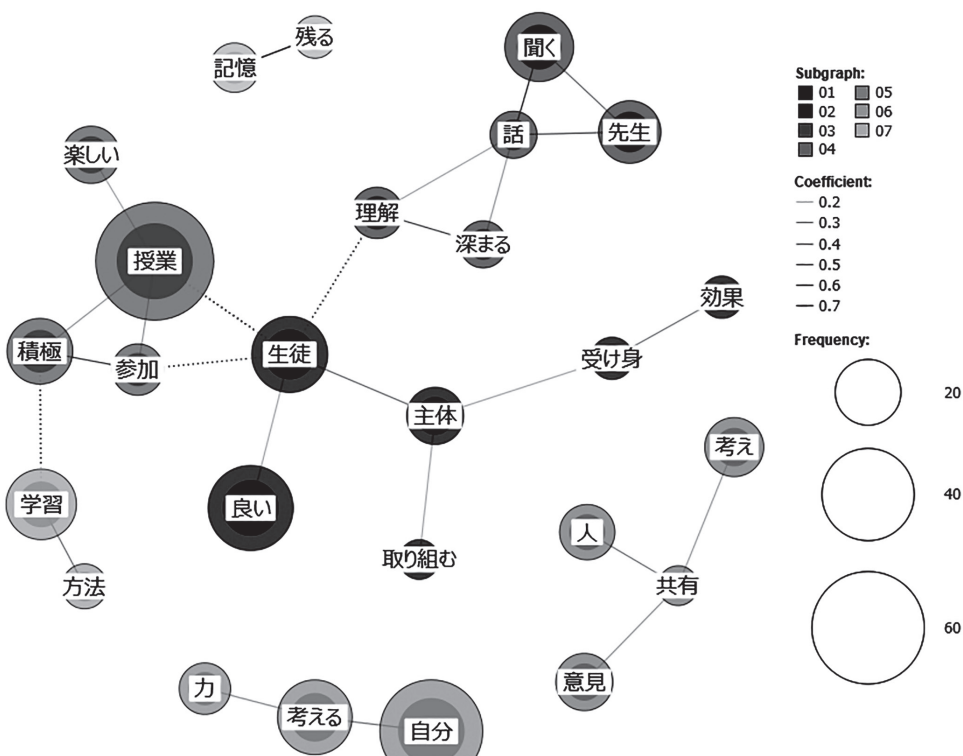 残る
記憶
聞く
先生
話
楽しい
理解
深まる
授業
効果
積極
参加
生徒
受け身
主体
考え
学習
良い
人
取り組む
方法
共有
意見
力
考える
自分
Subgraph:
01 05
02 06
03 07
04
Coefficient:
0.2
0.3
0.4
0.5
0.6
0.7
Frequency:
20
40
60